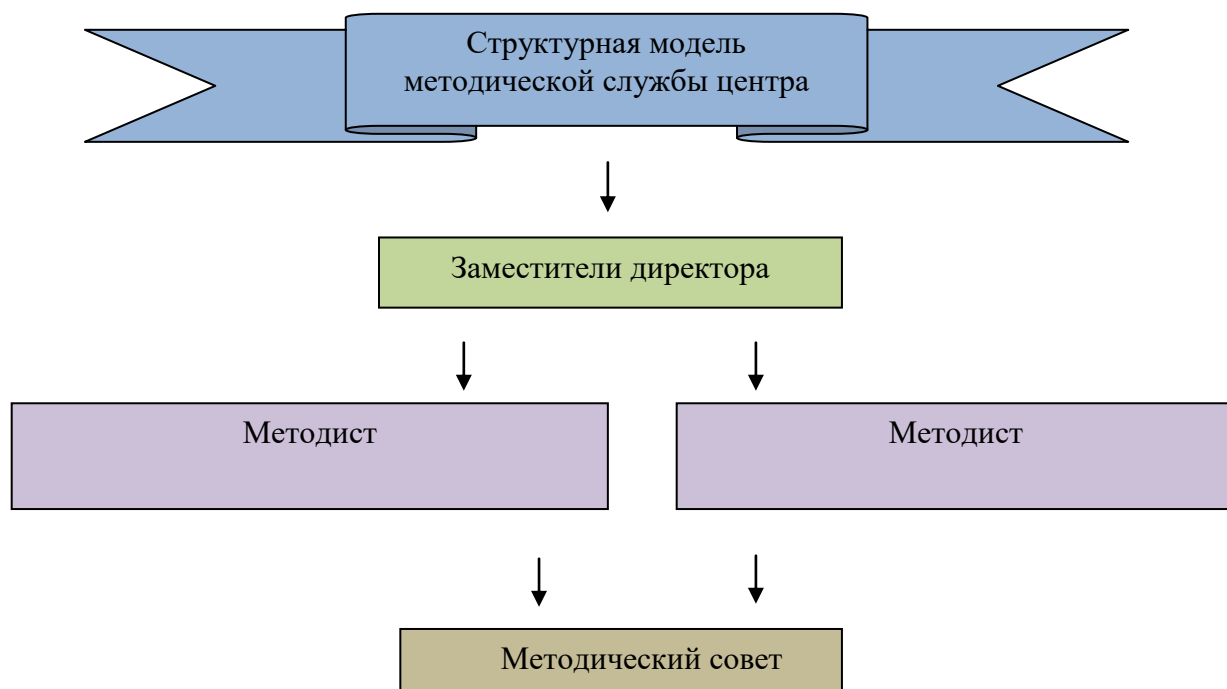 Структурная модель
методической службы центра
Заместители директора
Методист
Методист
Методический совет